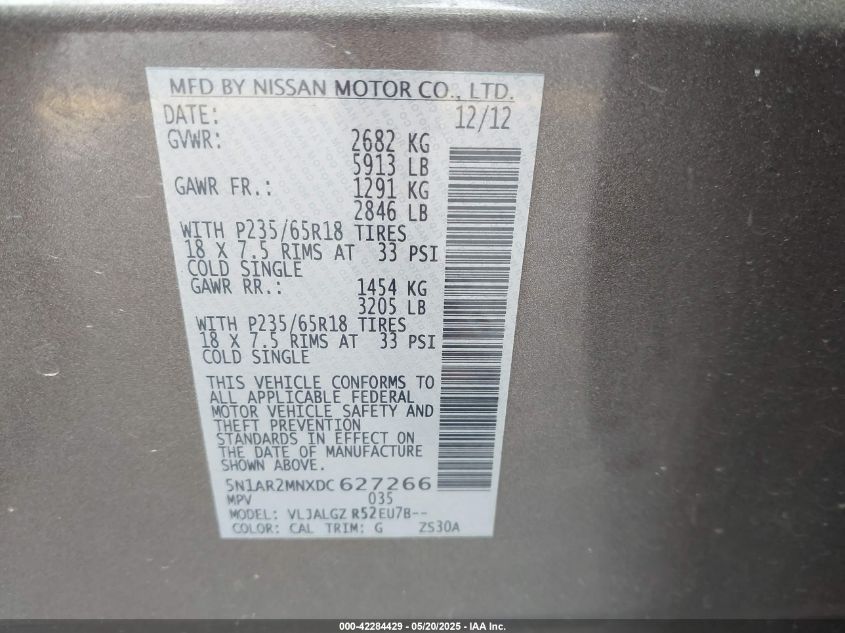 MFD BY NISSAN MOTOR CO., LTD.
DATE: 12/12
GVWR: 2682 KG
5913 LB
GAWR FR.: 1291 KG
2846 LB
WITH P235/65R18 TIRES
18 X 7.5 RIMS AT 33 PSI
COLD SINGLE
GAWR RR.: 1454 KG
3205 LB
WITH P235/65R18 TIRES
18 X 7.5 RIMS AT 33 PSI
COLD SINGLE
THIS VEHICLE CONFORMS TO
ALL APPLICABLE FEDERAL
MOTOR VEHICLE SAFETY AND
THEFT PREVENTION
STANDARDS IN EFFECT ON
THE DATE OF MANUFACTURE
SHOWN ABOVE.
5N1AR2MNXDC 627266
MPV 035
MODEL: VLJALGZ R52EU7B--
COLOR: CAL TRIM: G ZS30A
000-42284429 - 05/20/2025 - IAA Inc.